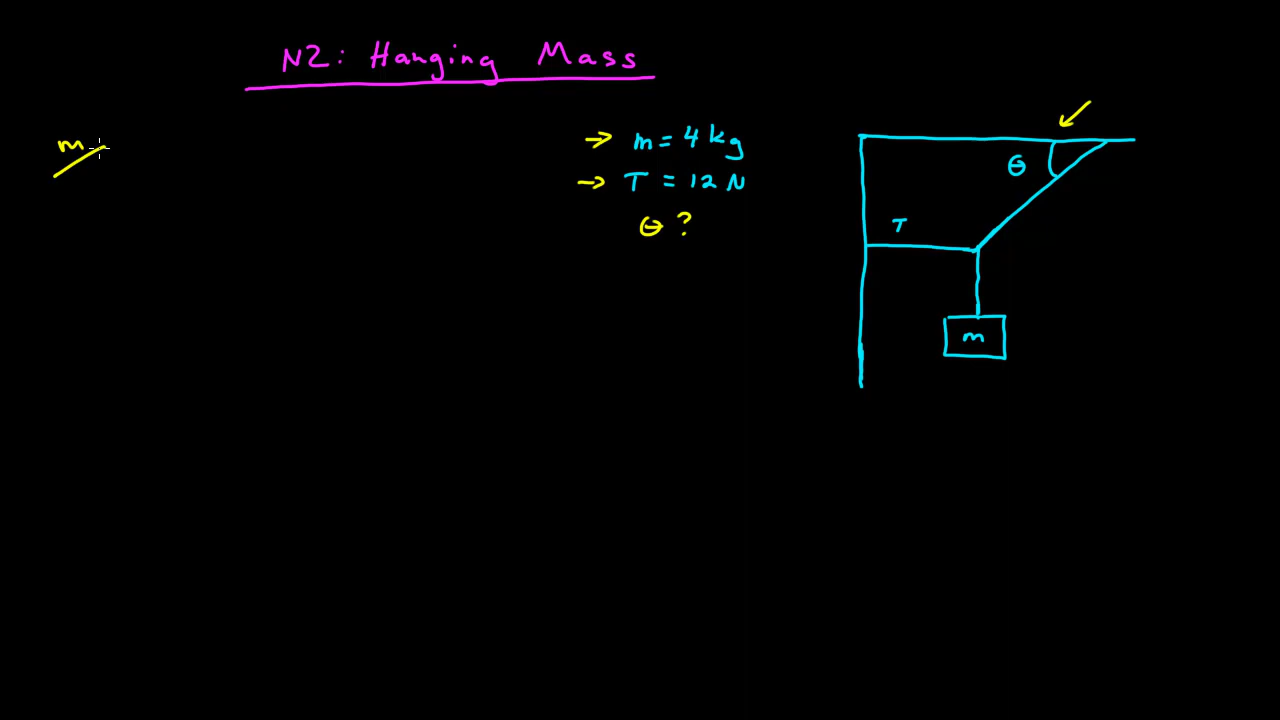 N2: Hanging Mass
m
→ m = 4 kg
→ T = 12 N
θ ?
θ
T
m